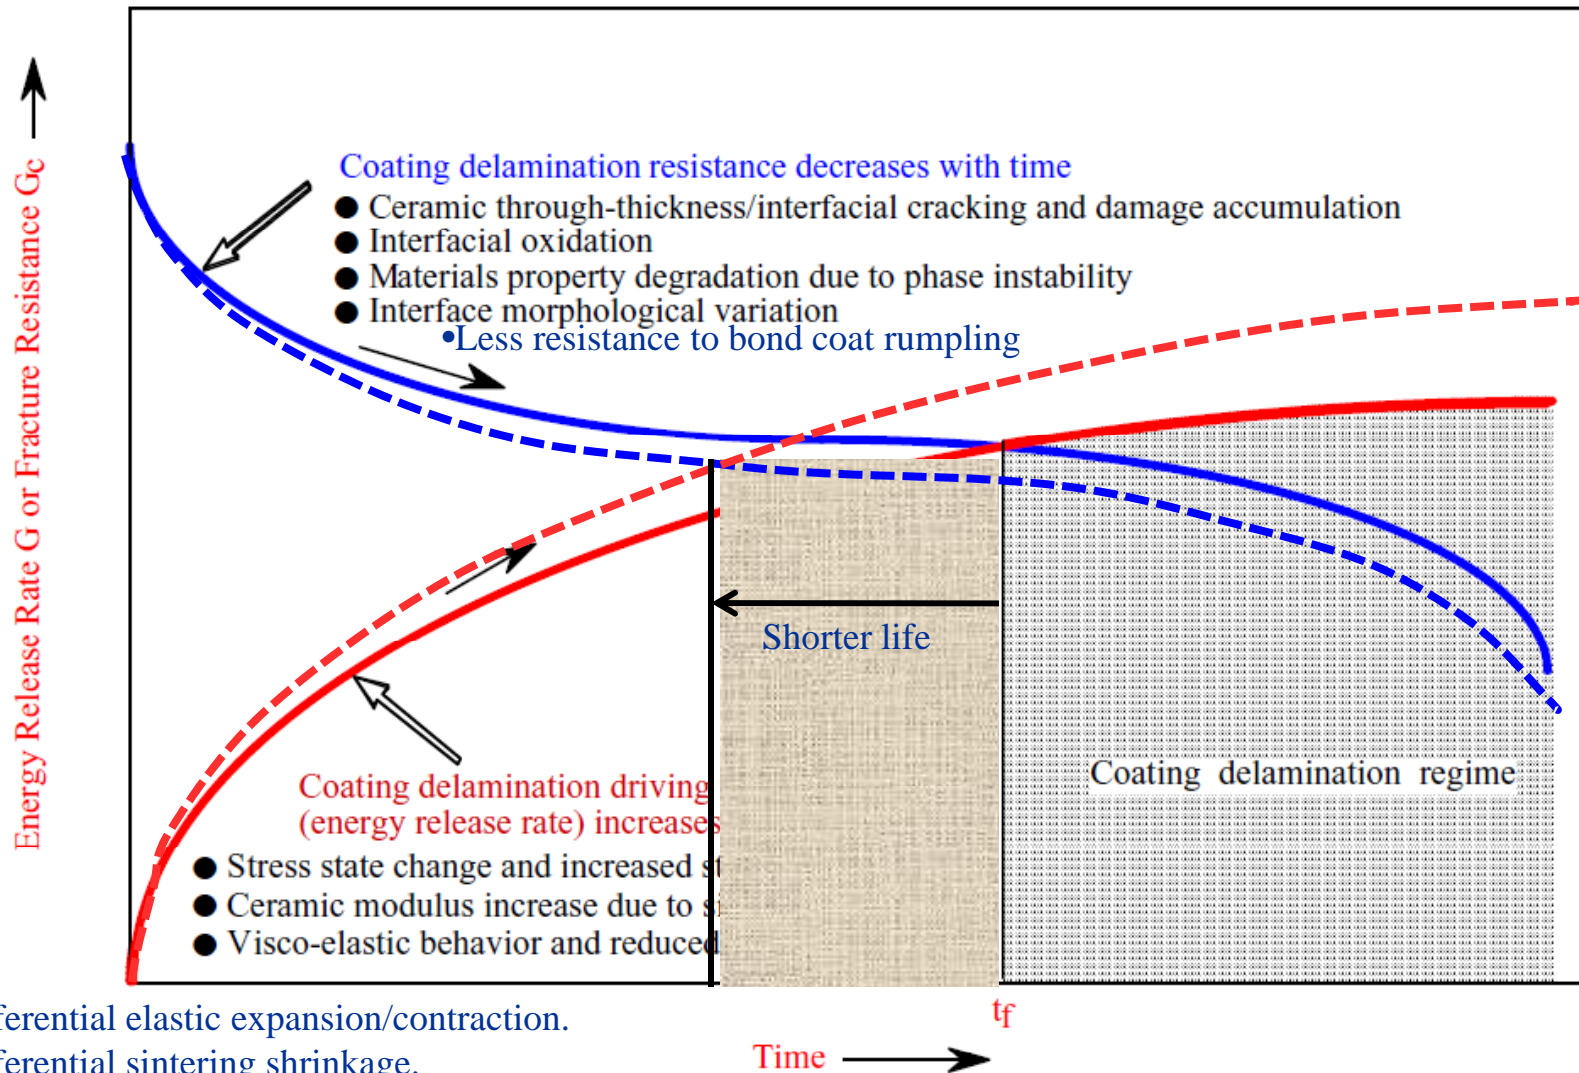 Energy Release Rate G or Fracture Resistance Gc
Coating delamination resistance decreases with time
● Ceramic through-thickness/interfacial cracking and damage accumulation
● Interfacial oxidation
● Materials property degradation due to phase instability
● Interface morphological variation
•Less resistance to bond coat rumpling
Shorter life
Coating delamination regime
Coating delamination driving
(energy release rate) increases
● Stress state change and increased
● Ceramic modulus increase due to
● Visco-elastic behavior and reduced
tf
elastic expansion/contraction.
sintering shrinkage.
Time